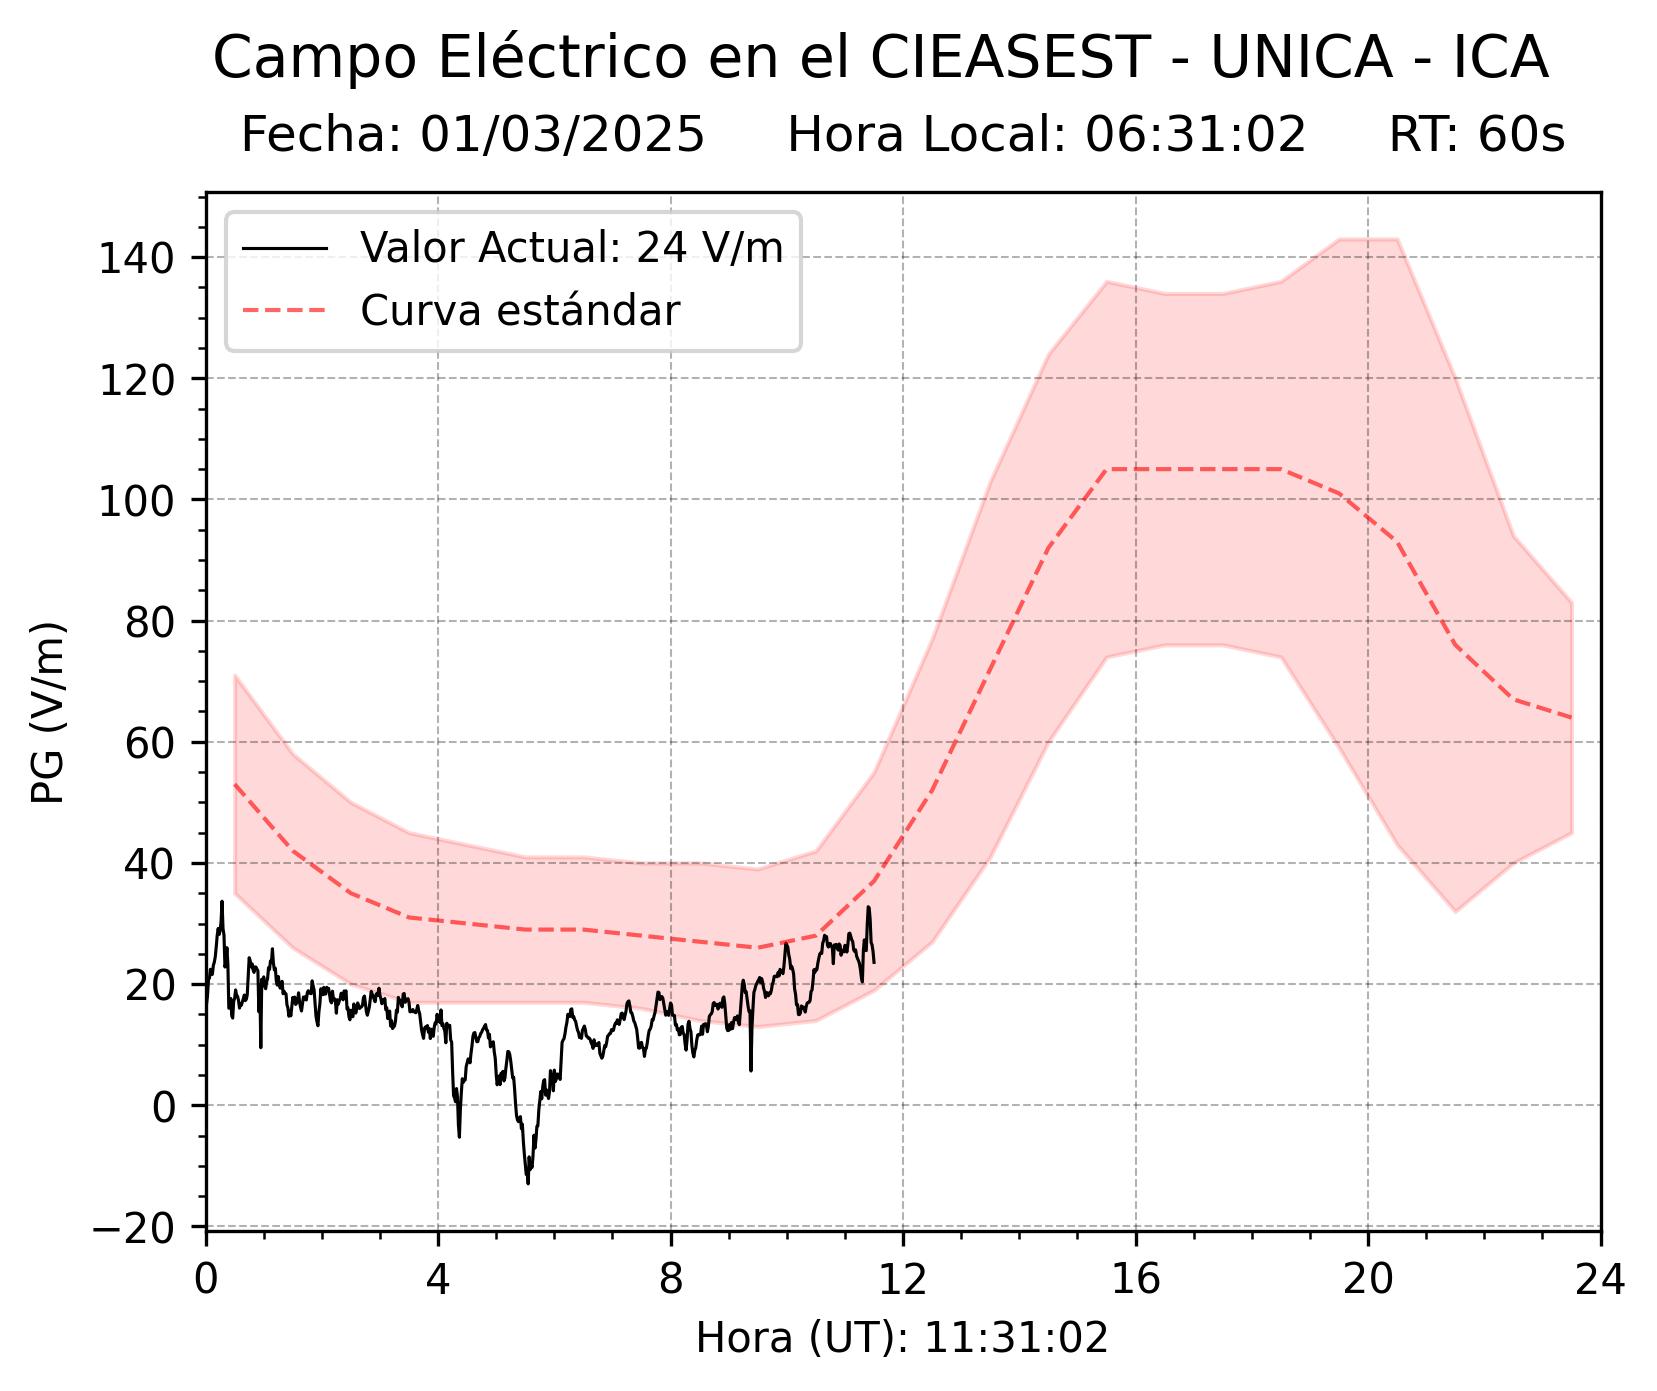 Campo Eléctrico en el CIEASEST - UNICA - ICA
Fecha: 01/03/2025 Hora Local: 06:31:02 RT: 60s
Valor Actual: 24 V/m
Curva estándar
PG (V/m)
140
120
100
80
60
40
20
0
−20
0 4 8 12 16 20 24
Hora (UT): 11:31:02